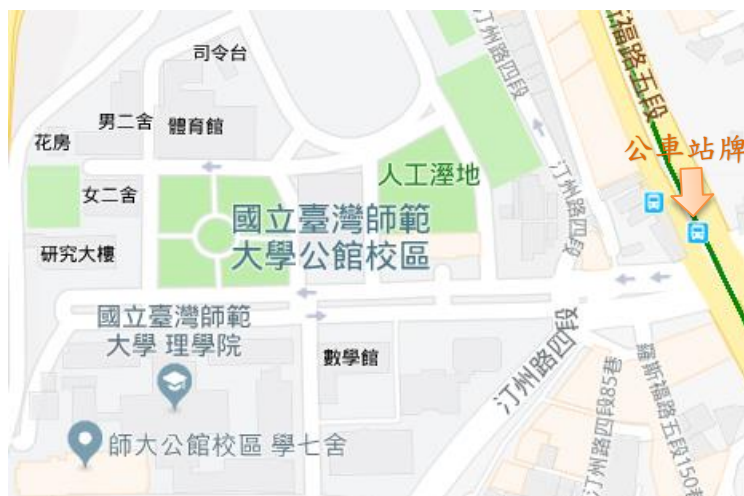 司令台
汀州路四段
羅斯福路五段
男二舍
體育館
花房
公車站牌
人工溼地
汀州路四段
女二舍
國立臺灣師範
大學公館校區
研究大樓
國立臺灣師範
大學 理學院
數學館
汀州路四段
汀州路四段85巷
羅斯福路五段150巷
師大公館校區 學七舍